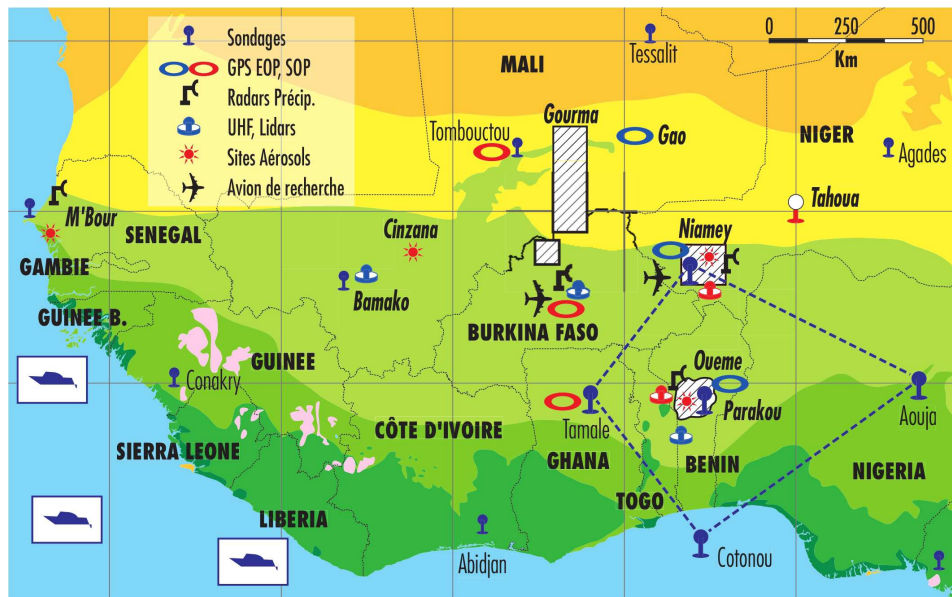 Sondages
GPS EOP, SOP
Radars Précip.
UHF, Lidars
Sites Aérosols
Avion de recherche
0 250 500
Km
Tessalit
MALI
Gourma
Tombouctou
Gao
NIGER
Agades
Tahoua
M'Bour
SENEGAL
Cinzana
Niamey
GAMBIE
Bamako
GUINEE B.
BURKINA FASO
GUINEE
Oueme
Conakry
Parakou
Aouja
Tamale
CÔTE D'IVOIRE
SIERRA LEONE
GHANA
BENIN
NIGERIA
TOGO
LIBERIA
Abidjan
Cotonou